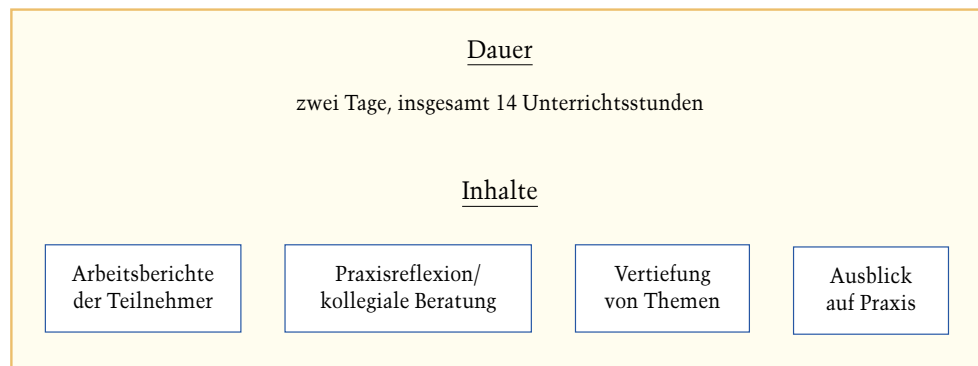 Dauer
zwei Tage, insgesamt 14 Unterrichtsstunden
Inhalte
Arbeitsberichte
der Teilnehmer
Praxisreflexion/
kollegiale Beratung
Vertiefung
von Themen
Ausblick
auf Praxis